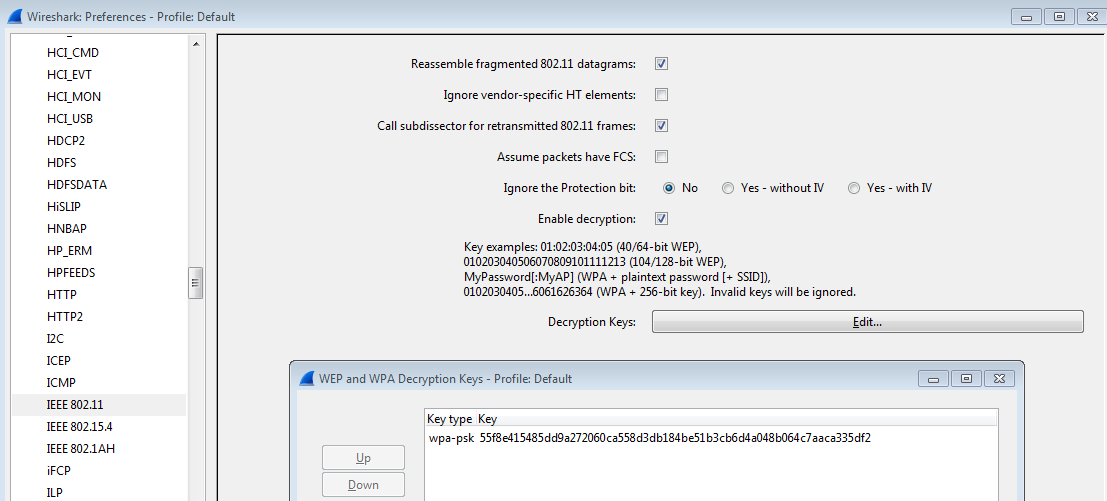 Wireshark: Preferences - Profile: Default
HCI_CMD
HCI_EVT
HCI_MON
HCI_USB
HDCP2
HDFS
HDFSDATA
HiSLIP
HNBAP
HP_ERM
HPFEEDS
HTTP
HTTP2
I2C
ICEP
ICMP
IEEE 802.11
IEEE 802.15.4
IEEE 802.1AH
iFCP
ILP
Reassemble fragmented 802.11 datagrams:
Ignore vendor-specific HT elements:
Call subdissector for retransmitted 802.11 frames:
Assume packets have FCS:
Ignore the Protection bit: No Yes - without IV Yes - with IV
Enable decryption:
Key examples: 01:02:03:04:05 (40/64-bit WEP),
010203040506070809101111213 (104/128-bit WEP),
MyPassword[:MyAP] (WPA + plaintext password [+ SSID]),
0102030405...6061626364 (WPA + 256-bit key). Invalid keys will be ignored.
Decryption Keys: Edit...
WEP and WPA Decryption Keys - Profile: Default
Key type Key
wpa-psk 55f8e415485dd9a272060ca558d3db184be51b3cb6d4a048b064c7aaca335df2
Up
Down